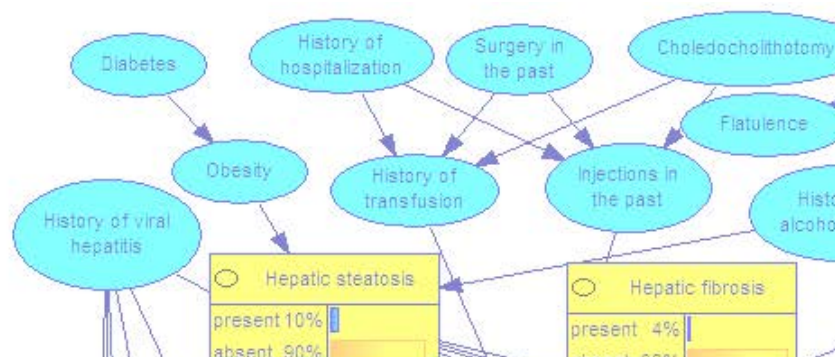 Diabetes
History of
hospitalization
Surgery in
the past
Choledocholithotomy
Flatulence
Obesity
History of
transfusion
Injections in
the past
History of viral
hepatitis
Hepatic steatosis
present 10%
absent 90%
Hepatic fibrosis
present 4%